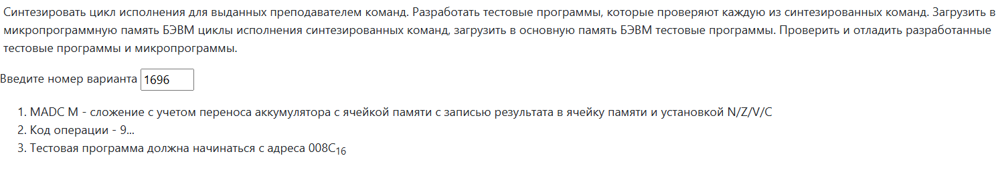 Синтезировать цикл исполнения для выданных преподавателем команд. Разработать тестовые программы, которые проверяют каждую из синтезированных команд. Загрузить в
микропрограммную память БЭВМ циклы исполнения синтезированных команд, загрузить в основную память БЭВМ тестовые программы. Проверить и отладить разработанные
тестовые программы и микропрограммы.
Введите номер варианта 1696
1. MADC M - сложение с учетом переноса аккумулятора с ячейкой памяти с записью результата в ячейку памяти и установкой N/Z/V/C
2. Код операции - 9...
3. Тестовая программа должна начинаться с адреса 008C16